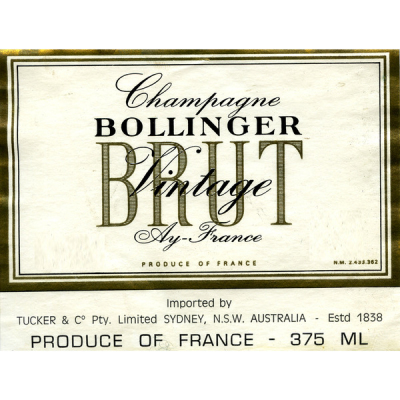 Champagne
BOLLINGER
BRUT
Vintage
Ay-France
PRODUCE OF FRANCE
N.M. 2.432.362
Imported by
TUCKER & Cº Pty. Limited SYDNEY, N.S.W. AUSTRALIA - Estd 1838
PRODUCE OF FRANCE - 375 ML